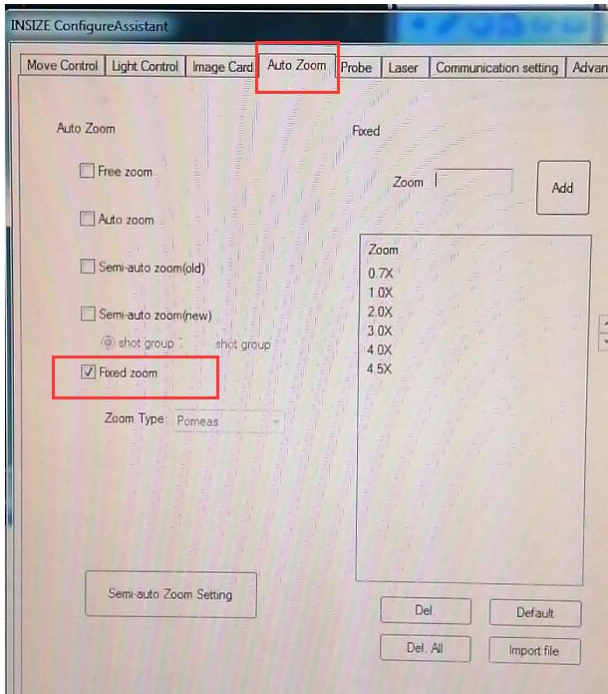 INSIZE ConfigureAssistant
Move Control Light Control Image Card Auto Zoom Probe Laser Communication setting Advan
Auto Zoom
Free zoom
Auto zoom
Semi-auto zoom(old)
Semi-auto zoom(new)
shot group shot group
Fixed zoom
Zoom Type Pomeas
Semi-auto Zoom Setting
Fixed
Zoom Add
Zoom
0.7X
1.0X
2.0X
3.0X
4.0X
4.5X
Del. Default
Del. All Import file